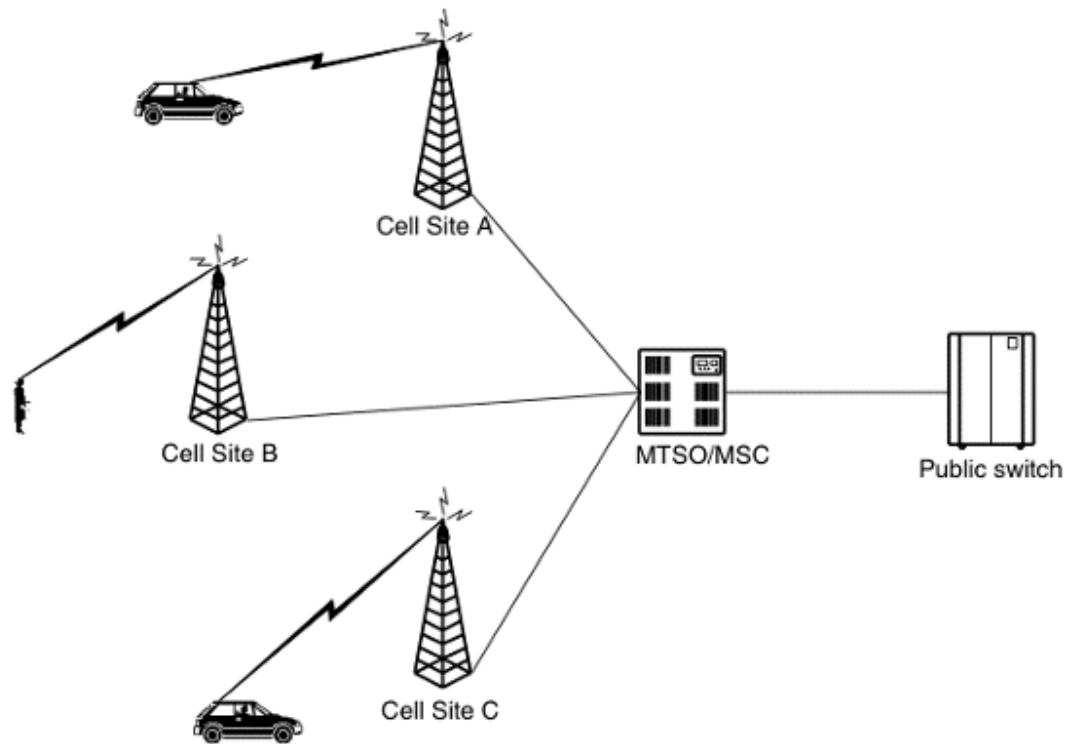 Cell Site A
Cell Site B
MTSO/MSC
Public switch
Cell Site C